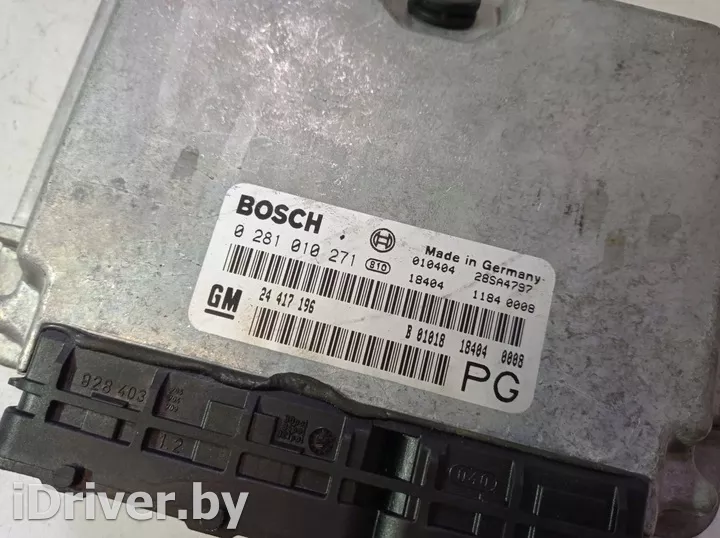 BOSCH
0 281 010 271
Made in Germany
010404 28SA4797
18404 1184 0008
GM
24 417 196
B 01018 18404 0008
PG
928 403
12
iDriver.by